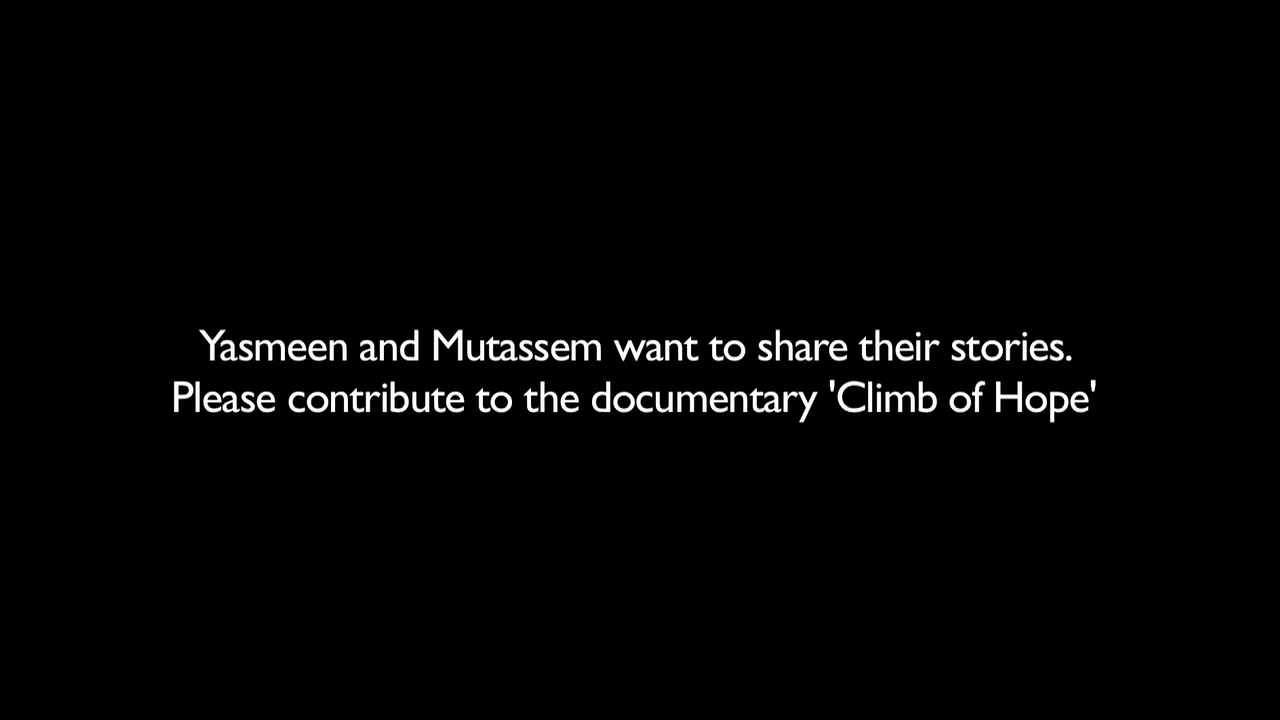 Yasmeen and Mutassem want to share their stories.
Please contribute to the documentary 'Climb of Hope'